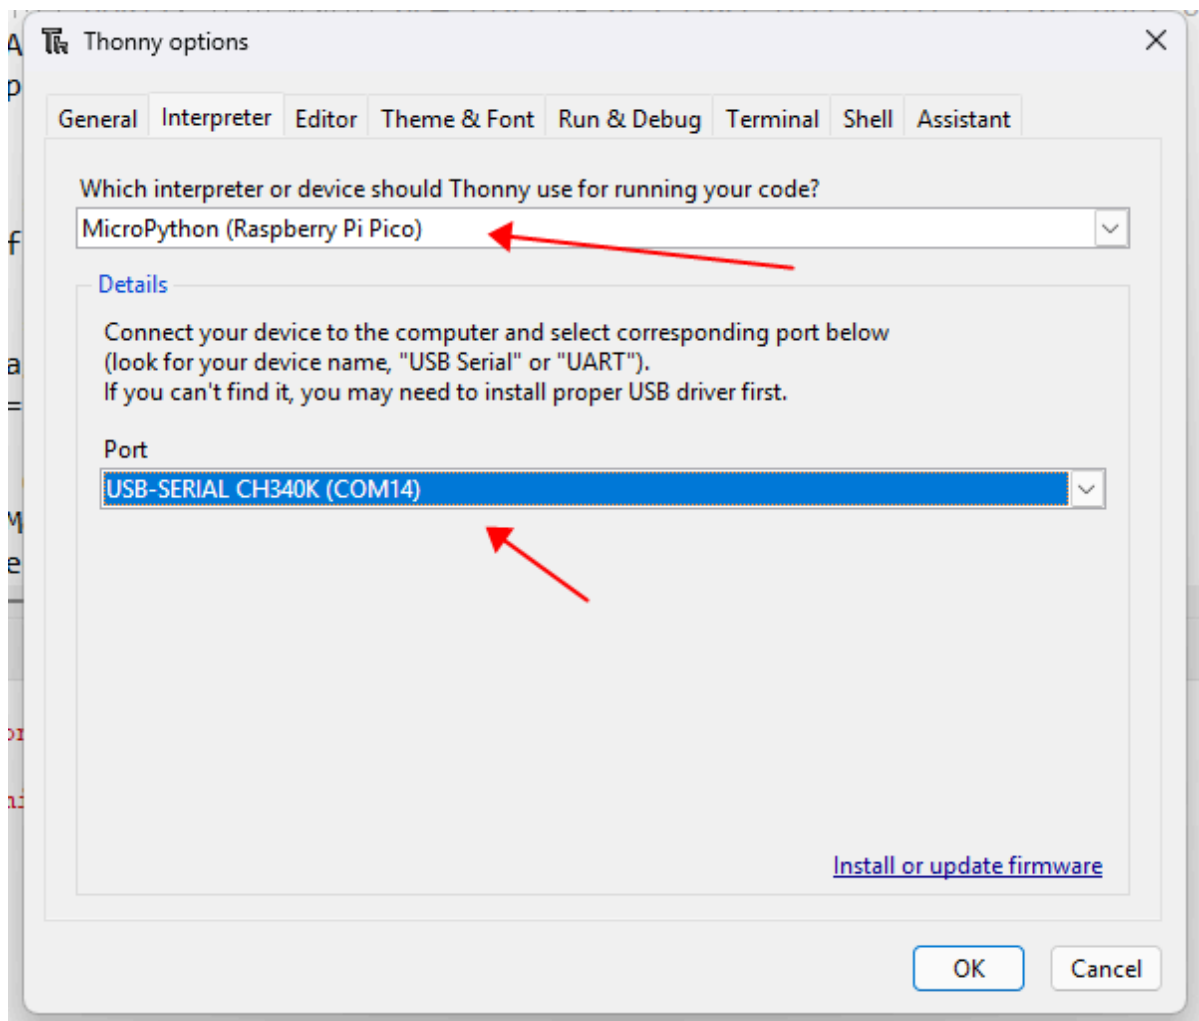 Thonny options
General Interpreter Editor Theme & Font Run & Debug Terminal Shell Assistant
Which interpreter or device should Thonny use for running your code?
MicroPython (Raspberry Pi Pico)
Details
Connect your device to the computer and select corresponding port below
(look for your device name, "USB Serial" or "UART").
If you can't find it, you may need to install proper USB driver first.
Port
USB-SERIAL CH340K (COM14)
Install or update firmware
OK Cancel